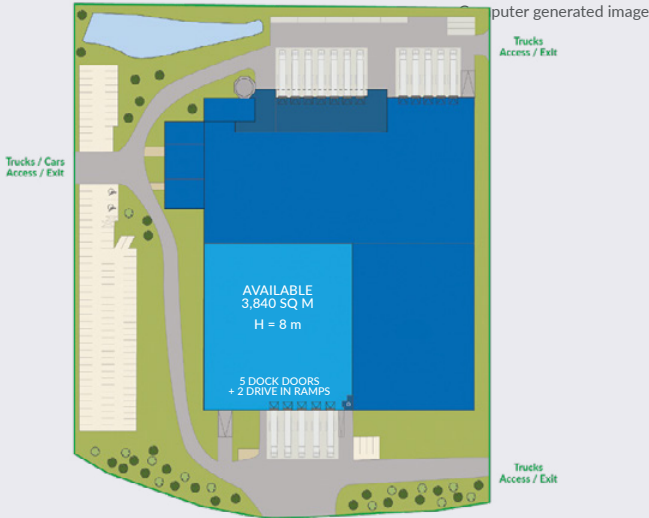 Computer generated image
Trucks
Access / Exit
Trucks / Cars
Access / Exit
AVAILABLE
3,840 SQ M
H = 8 m
5 DOCK DOORS
+ 2 DRIVE IN RAMPS
Trucks
Access / Exit